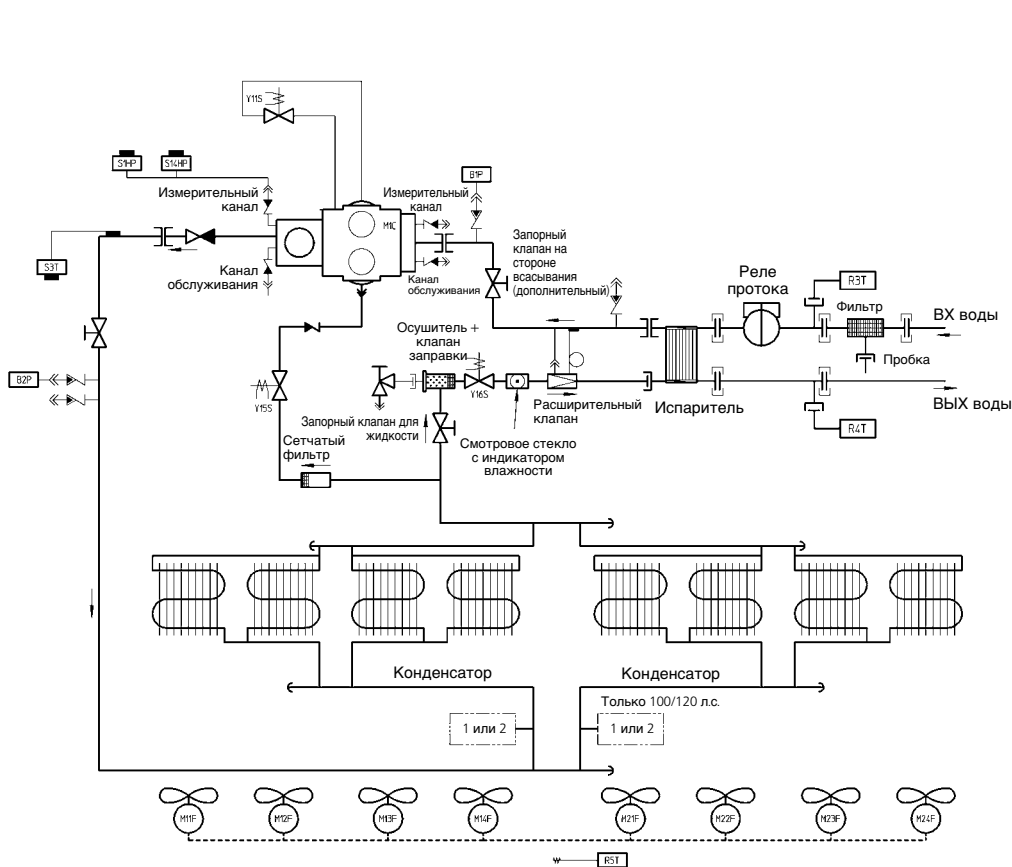 Y11S
S1HP
S14HP
B1P
Измерительный
канал
Измерительный
канал
M1C
S3T
Канал
обслуживания
Канал
обслуживания
Запорный
клапан на
стороне
всасывания
(дополнительный)
Реле
протока
R3T
Фильтр
ВХ воды
Пробка
Осушитель +
клапан
заправки
B2P
Y15S
Y16S
Расширительный
клапан
Испаритель
ВЫХ воды
R4T
Запорный клапан для
жидкости
Сетчатый
фильтр
Смотровое стекло
с индикатором
влажности
Конденсатор
Конденсатор
Только 100/120 л.с.
1 или 2
1 или 2
M11F
M12F
M13F
M14F
M21F
M22F
M23F
M24F
R5T